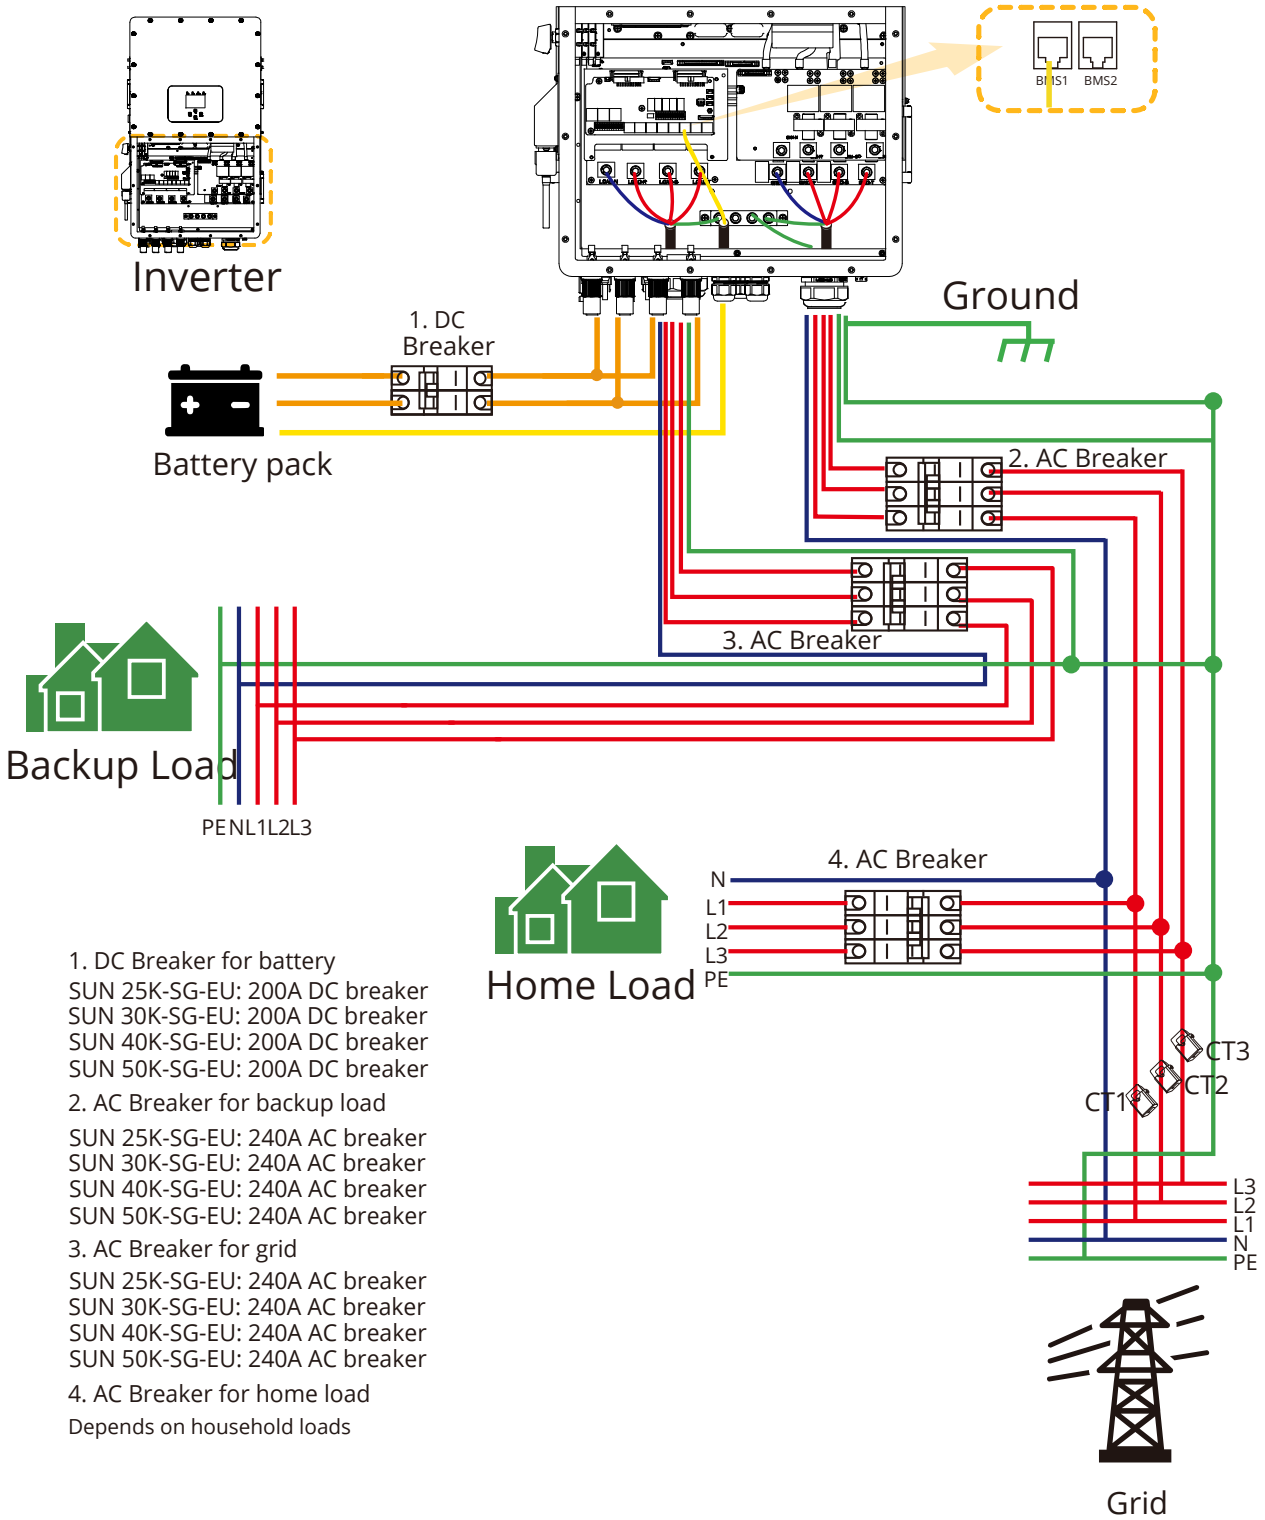 BMS1 BMS2
Inverter
Ground
1. DC
Breaker
Battery pack
2. AC Breaker
3. AC Breaker
Backup Load
PE N L1 L2 L3
4. AC Breaker
N
L1
L2
L3
PE
Home Load
1. DC Breaker for battery
SUN 25K-SG-EU: 200A DC breaker
SUN 30K-SG-EU: 200A DC breaker
SUN 40K-SG-EU: 200A DC breaker
SUN 50K-SG-EU: 200A DC breaker
2. AC Breaker for backup load
SUN 25K-SG-EU: 240A AC breaker
SUN 30K-SG-EU: 240A AC breaker
SUN 40K-SG-EU: 240A AC breaker
SUN 50K-SG-EU: 240A AC breaker
3. AC Breaker for grid
SUN 25K-SG-EU: 240A AC breaker
SUN 30K-SG-EU: 240A AC breaker
SUN 40K-SG-EU: 240A AC breaker
SUN 50K-SG-EU: 240A AC breaker
4. AC Breaker for home load
Depends on household loads
CT3
CT2
CT1
L3
L2
L1
N
PE
Grid